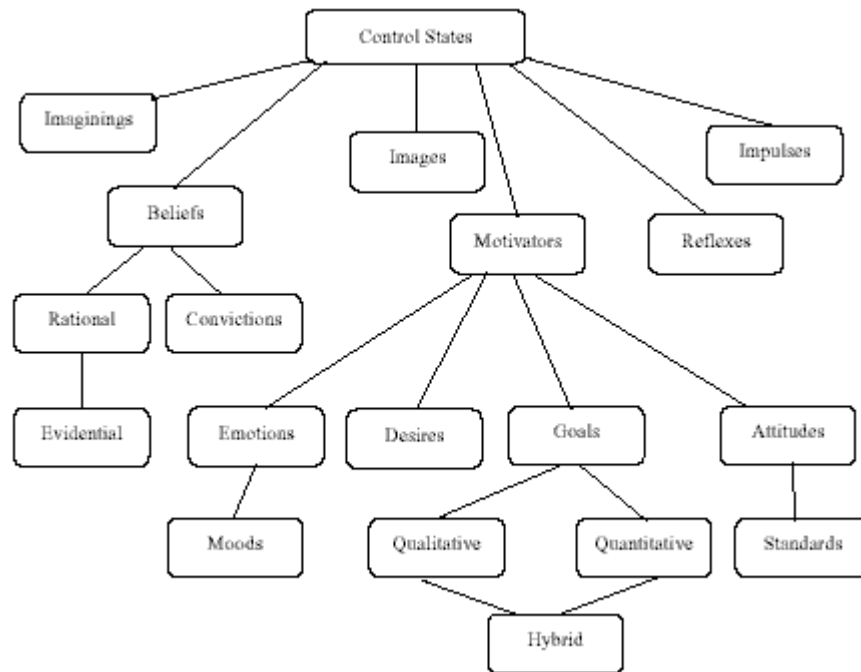 Control States
Imaginings
Images
Impulses
Beliefs
Motivators
Reflexes
Rational
Convictions
Evidential
Emotions
Desires
Goals
Attitudes
Moods
Qualitative
Quantitative
Standards
Hybrid